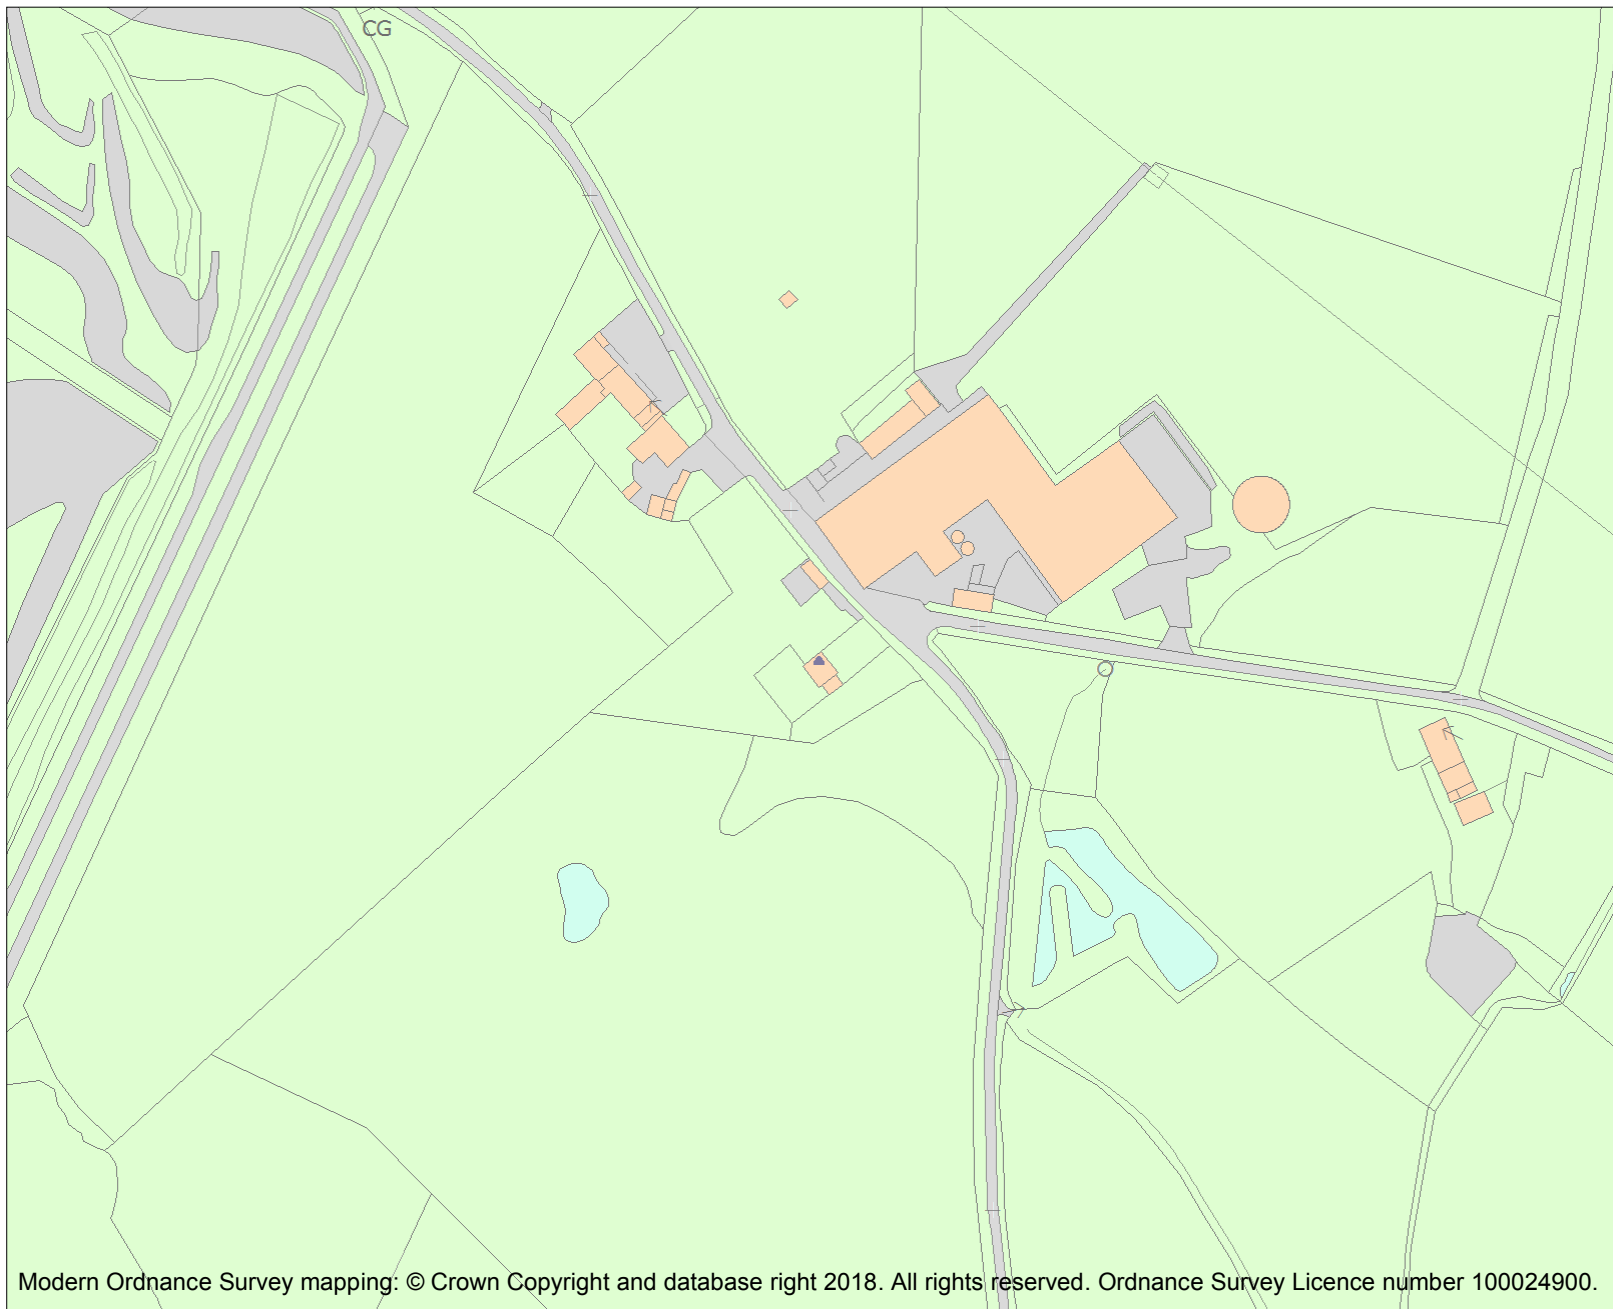 CG
Modern Ordnance Survey mapping: © Crown Copyright and database right 2018. All rights reserved. Ordnance Survey Licence number 100024900.